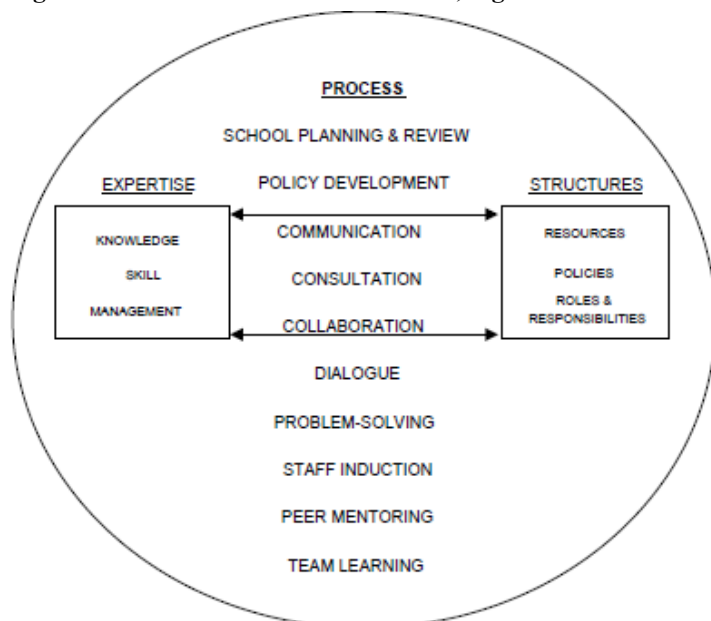 PROCESS
SCHOOL PLANNING & REVIEW
EXPERTISE
POLICY DEVELOPMENT
STRUCTURES
KNOWLEDGE
SKILL
MANAGEMENT
COMMUNICATION
CONSULTATION
COLLABORATION
RESOURCES
POLICIES
ROLES &
RESPONSIBILITIES
DIALOGUE
PROBLEM-SOLVING
STAFF INDUCTION
PEER MENTORING
TEAM LEARNING